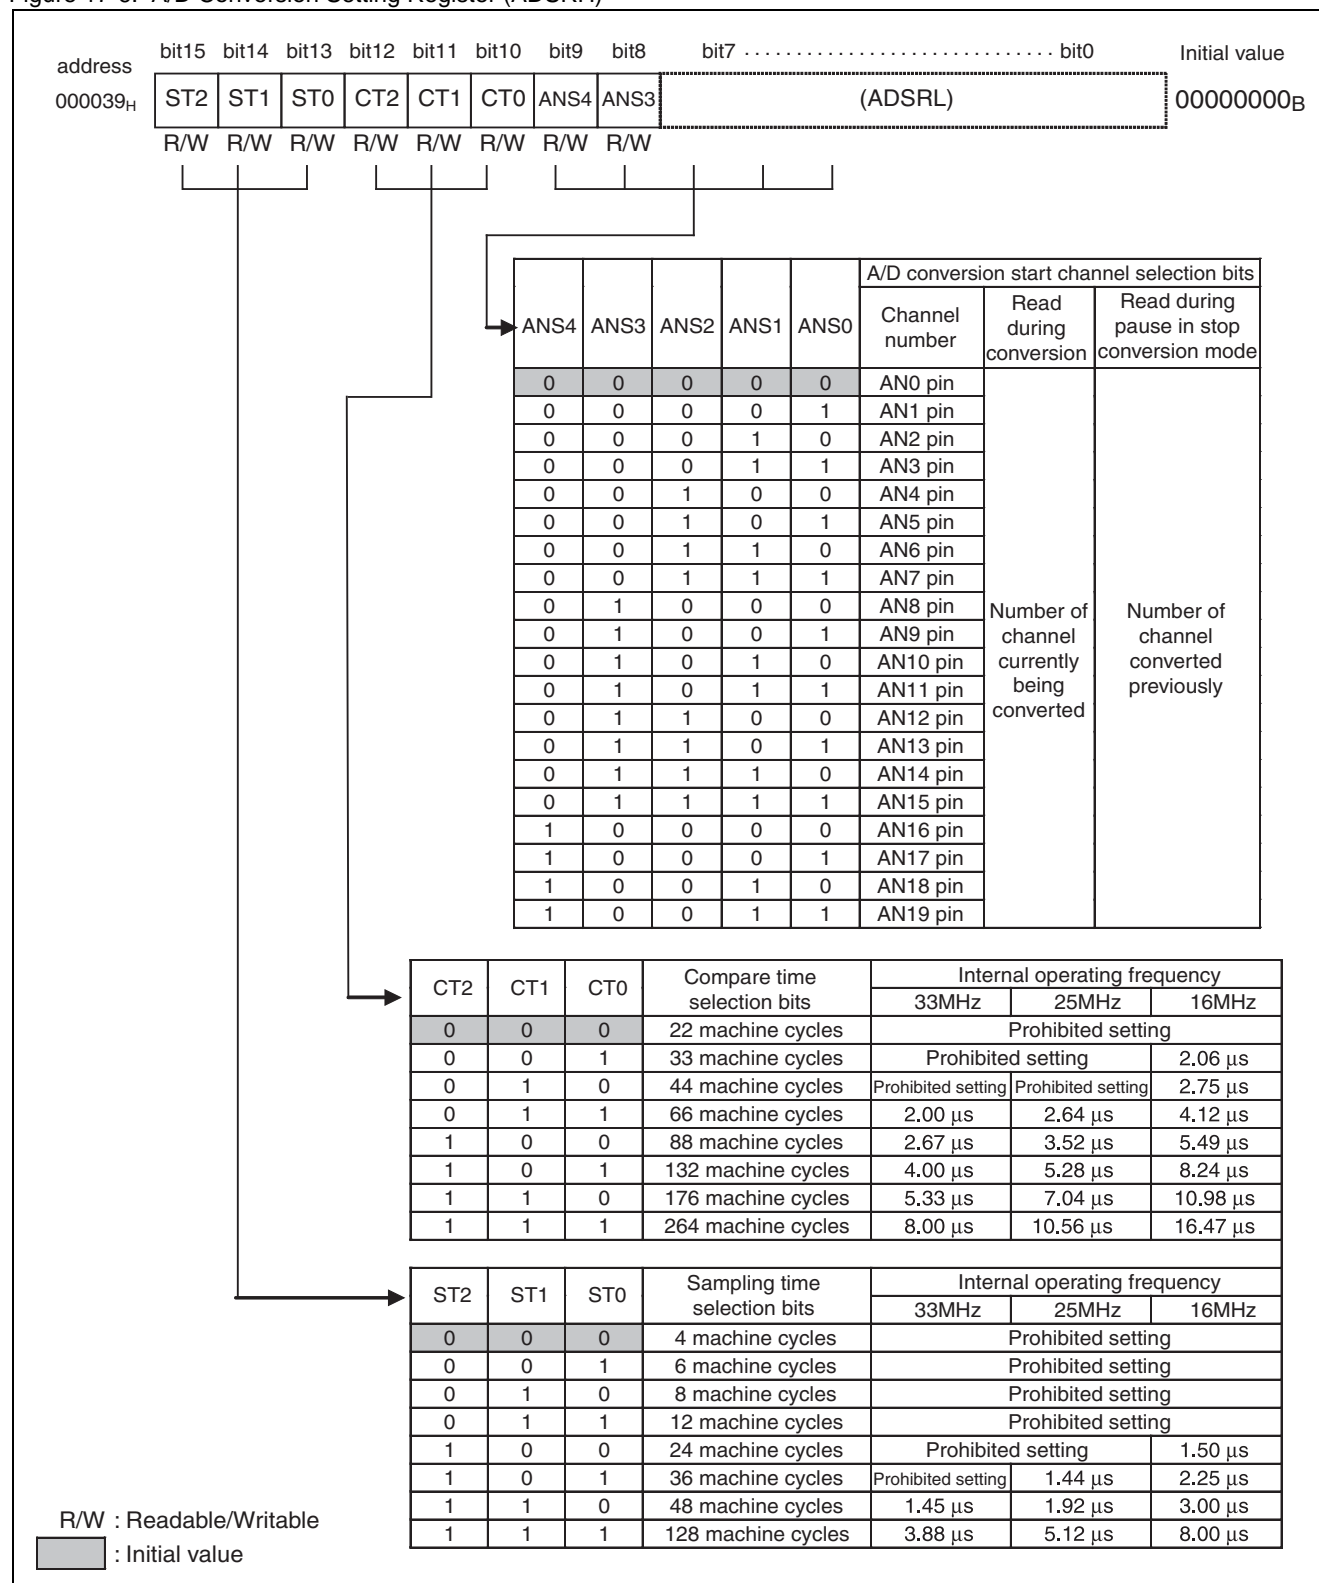 Figure 17-6. A/D Conversion Setting Register (ADSRH)
bit15 bit14 bit13 bit12 bit11 bit10 bit9 bit8 bit7 . . . . . . . . . . . . . . . . . . . . . . . . . . . . . . bit0 Initial value
address
000039H ST2 ST1 ST0 CT2 CT1 CT0 ANS4 ANS3 (ADSRL) 00000000B
R/W R/W R/W R/W R/W R/W R/W R/W
A/D conversion start channel selection bits
ANS4 ANS3 ANS2 ANS1 ANS0 Channel number Read during conversion Read during pause in stop conversion mode
0 0 0 0 0 AN0 pin
0 0 0 0 1 AN1 pin
0 0 0 1 0 AN2 pin
0 0 0 1 1 AN3 pin
0 0 1 0 0 AN4 pin
0 0 1 0 1 AN5 pin
0 0 1 1 0 AN6 pin
0 0 1 1 1 AN7 pin
0 1 0 0 0 AN8 pin
0 1 0 0 1 AN9 pin
0 1 0 1 0 AN10 pin
0 1 0 1 1 AN11 pin
0 1 1 0 0 AN12 pin
0 1 1 0 1 AN13 pin
0 1 1 1 0 AN14 pin
0 1 1 1 1 AN15 pin
1 0 0 0 0 AN16 pin
1 0 0 0 1 AN17 pin
1 0 0 1 0 AN18 pin
1 0 0 1 1 AN19 pin
Number of channel currently being converted
Number of channel converted previously
CT2 CT1 CT0 Compare time selection bits Internal operating frequency
33MHz 25MHz 16MHz
0 0 0 22 machine cycles Prohibited setting
0 0 1 33 machine cycles Prohibited setting 2.06 μs
0 1 0 44 machine cycles Prohibited setting Prohibited setting 2.75 μs
0 1 1 66 machine cycles 2.00 μs 2.64 μs 4.12 μs
1 0 0 88 machine cycles 2.67 μs 3.52 μs 5.49 μs
1 0 1 132 machine cycles 4.00 μs 5.28 μs 8.24 μs
1 1 0 176 machine cycles 5.33 μs 7.04 μs 10.98 μs
1 1 1 264 machine cycles 8.00 μs 10.56 μs 16.47 μs
ST2 ST1 ST0 Sampling time selection bits Internal operating frequency
33MHz 25MHz 16MHz
0 0 0 4 machine cycles Prohibited setting
0 0 1 6 machine cycles Prohibited setting
0 1 0 8 machine cycles Prohibited setting
0 1 1 12 machine cycles Prohibited setting
1 0 0 24 machine cycles Prohibited setting 1.50 μs
1 0 1 36 machine cycles Prohibited setting 1.44 μs 2.25 μs
1 1 0 48 machine cycles 1.45 μs 1.92 μs 3.00 μs
1 1 1 128 machine cycles 3.88 μs 5.12 μs 8.00 μs
R/W : Readable/Writable
: Initial value